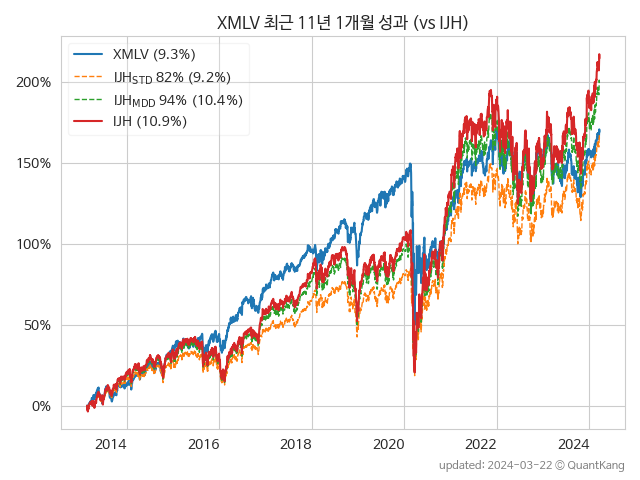 XMLV 최근 11년 1개월 성과 (vs IJH)
XMLV (9.3%)
IJH_STD 82% (9.2%)
IJH_MDD 94% (10.4%)
IJH (10.9%)
200%
150%
100%
50%
0%
2014 2016 2018 2020 2022 2024
updated: 2024-03-22 © QuantKang